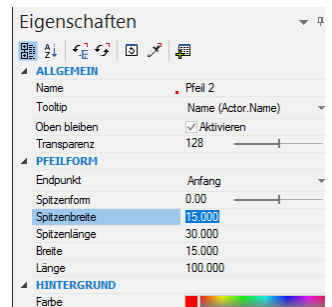 Eigenschaften
ALLGEMEIN
Name Pfeil 2
Tooltip Name (Actor.Name)
Oben bleiben Aktivieren
Transparenz 128
PFEILFORM
Endpunkt Anfang
Spitzenform 0.00
Spitzenbreite 15.000
Spitzenlänge 30.000
Breite 15.000
Länge 100.000
HINTERGRUND
Farbe